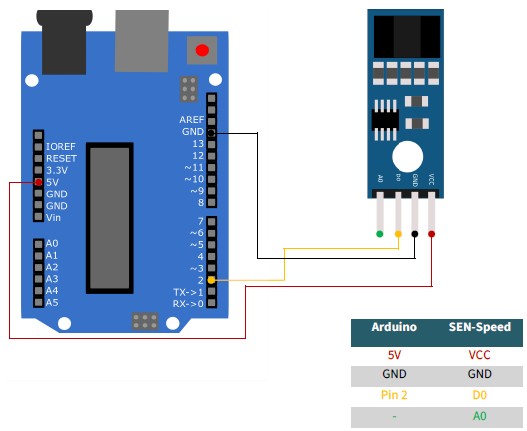 AREF
GND
13
12
~11
~10
~9
8
7
~6
~5
4
~3
2
TX->1
RX->0
IOREF
RESET
3.3V
5V
GND
GND
Vin
A0
A1
A2
A3
A4
A5
A0
D0
GND
VCC
Arduino SEN-Speed
5V VCC
GND GND
Pin 2 D0
- A0